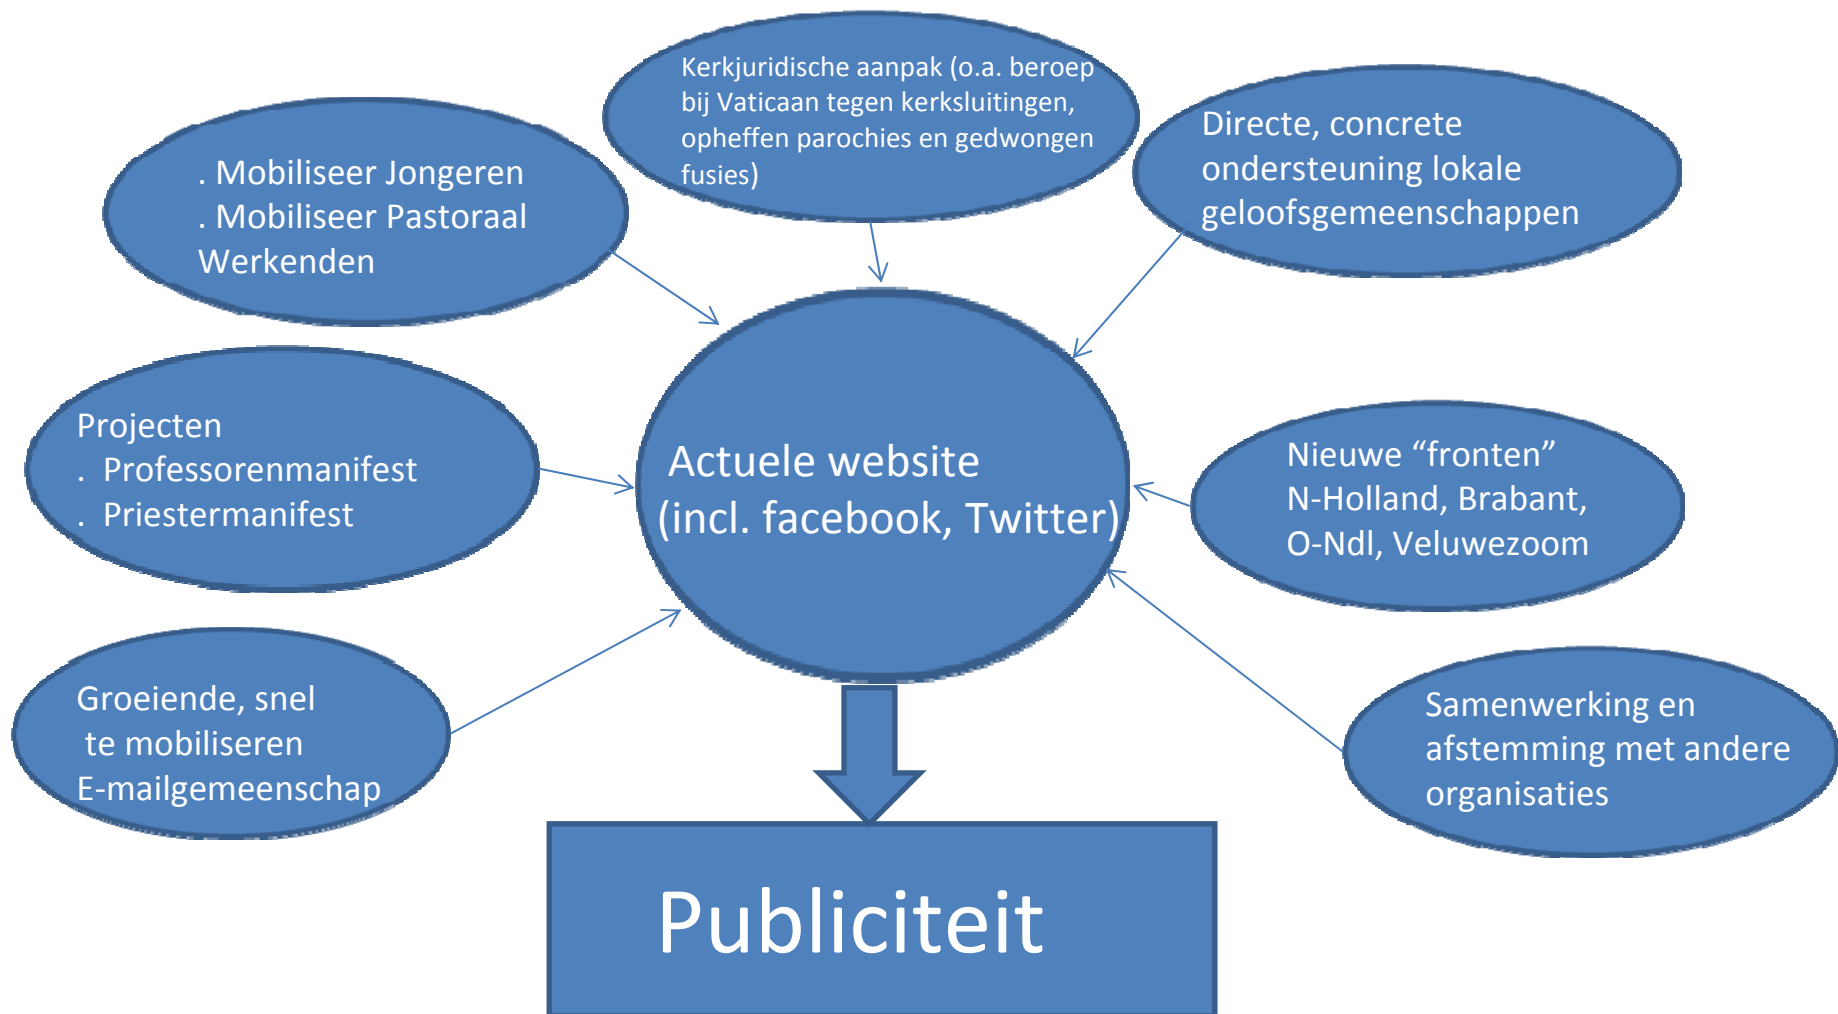 Kerkjuridische aanpak (o.a. beroep
bij Vaticaan tegen kerksluitingen,
opheffen parochies en gedwongen
fusies)
. Mobiliseer Jongeren
. Mobiliseer Pastoraal
Werkenden
Directe, concrete
ondersteuning lokale
geloofsgemeenschappen
Projecten
. Professorenmanifest
. Priestermanifest
Actuele website
(incl. facebook, Twitter)
Nieuwe “fronten”
N-Holland, Brabant,
O-Ndl, Veluwezoom
Groeiende, snel
te mobiliseren
E-mailgemeenschap
Samenwerking en
afstemming met andere
organisaties
Publiciteit